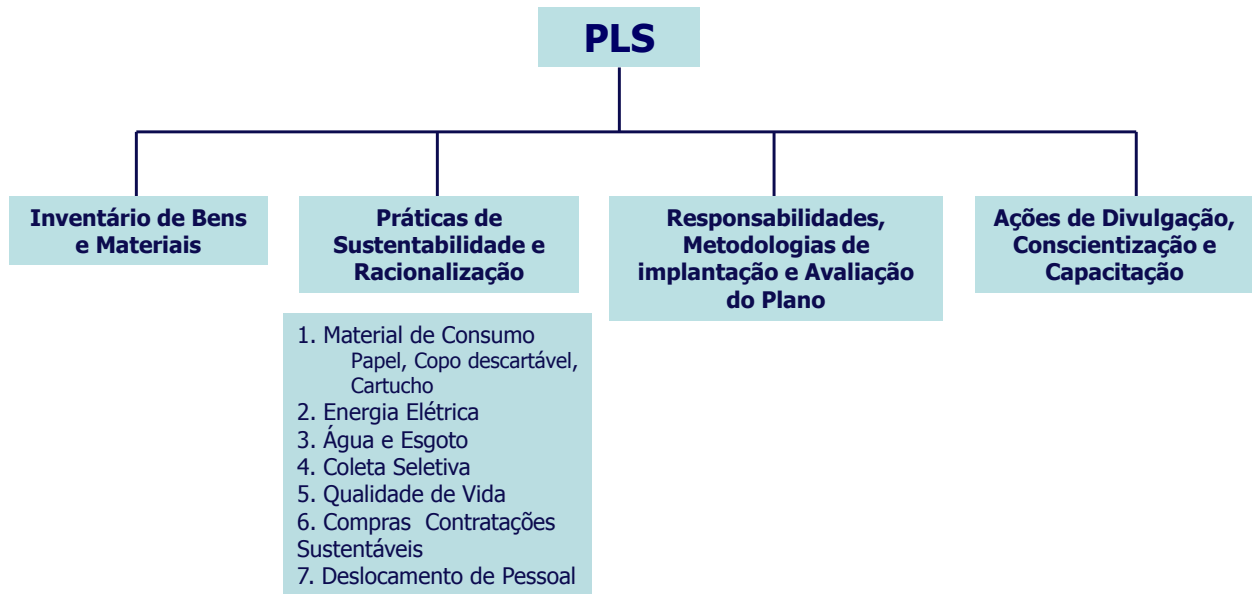 PLS
Inventário de Bens
e Materiais
Práticas de
Sustentabilidade e
Racionalização
1. Material de Consumo
Papel, Copo descartável,
Cartucho
2. Energia Elétrica
3. Água e Esgoto
4. Coleta Seletiva
5. Qualidade de Vida
6. Compras  Contratações
Sustentáveis
7. Deslocamento de Pessoal
Responsabilidades,
Metodologias de
implantação e Avaliação
do Plano
Ações de Divulgação,
Conscientização e
Capacitação